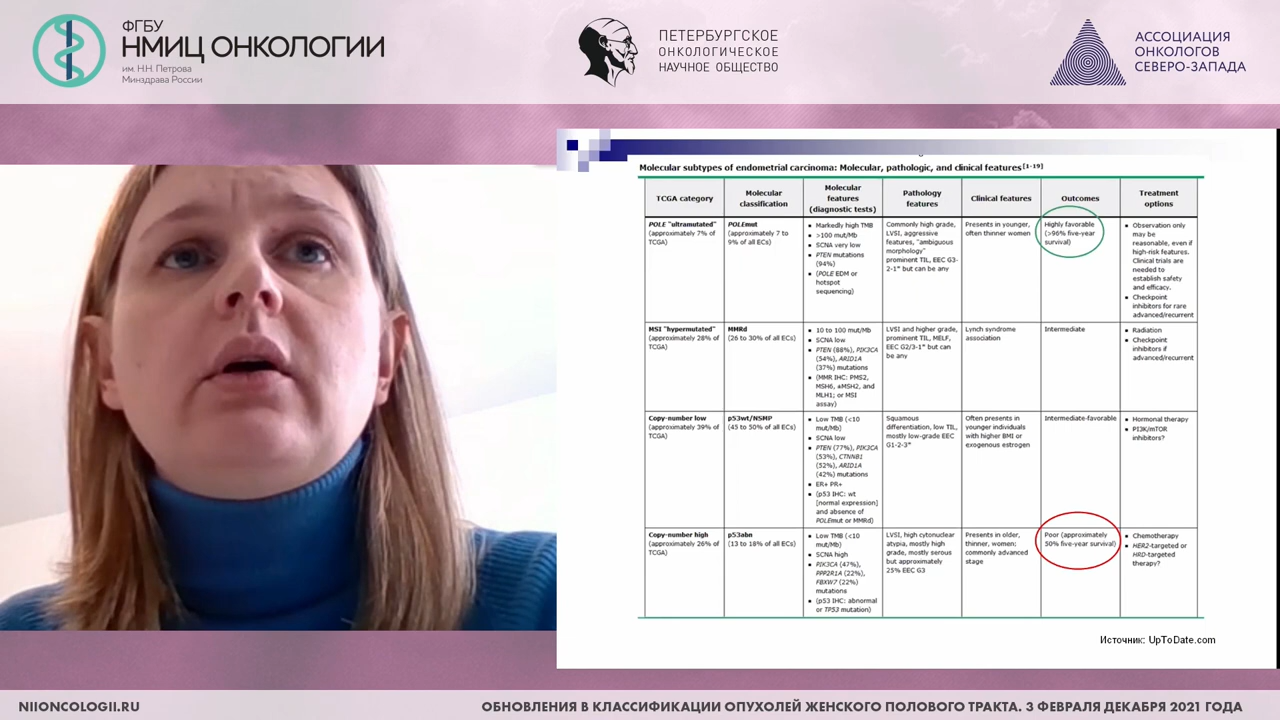 ФГБУ
НМИЦ ОНКОЛОГИИ
им. Н.Н. Петрова
Минздрава России
ПЕТЕРБУРГСКОЕ
ОНКОЛОГИЧЕСКОЕ
НАУЧНОЕ ОБЩЕСТВО
АССОЦИАЦИЯ
ОНКОЛОГОВ
СЕВЕРО-ЗАПАДА
Molecular subtypes of endometrial carcinoma: Molecular, pathologic, and clinical features[1-19]
TCGA category
Molecular
classification
Molecular
features
(diagnostic tests)
Pathology
features
Clinical features
Outcomes
Treatment
options
POLE "ultramutated"
(approximately 7% of
TCGA)
POLEmut
(approximately 7 to
9% of all ECs)
▪ Markedly high TMB
▪ >100 mut/Mb
▪ SCNA very low
▪ PTEN mutations
(94%)
▪ (POLE EDM or
hotspot
sequencing)
Commonly high grade,
LVSI, aggressive
features, "ambiguous
morphology"
prominent TIL, EEC G3-
2-1* but can be any
Presents in younger,
often thinner women
Highly favorable
(>96% five-year
survival)
▪ Observation only
may be
reasonable, even if
high-risk features.
Clinical trials are
needed to
establish safety
and efficacy.
▪ Checkpoint
inhibitors for rare
advanced/recurrent
MSI "hypermutated"
(approximately 28% of
TCGA)
MMRd
(26 to 30% of all ECs)
▪ 10 to 100 mut/Mb
▪ SCNA low
▪ PTEN (88%), PIK3CA
(54%), ARID1A
(37%) mutations
▪ (MMR IHC: PMS2,
MSH6, ±MSH2, and
MLH1; or MSI
assay)
LVSI and higher grade,
prominent TIL, MELF,
EEC G2/3-1* but can
be any
Lynch syndrome
association
Intermediate
▪ Radiation
▪ Checkpoint
inhibitors if
advanced/recurrent
Copy-number low
(approximately 39% of
TCGA)
p53wt/NSMP
(45 to 50% of all ECs)
▪ Low TMB (<10
mut/Mb)
▪ SCNA low
▪ PTEN (77%), PIK3CA
(53%), CTNNB1
(52%), ARID1A
(42%) mutations
▪ ER+ PR+
▪ (p53 IHC: wt
[normal expression]
and absence of
POLEmut or MMRd)
Squamous
differentiation, low TIL,
mostly low-grade EEC
G1-2-3*
Often presents in
younger individuals
with higher BMI or
exogenous estrogen
Intermediate-favorable
▪ Hormonal therapy
▪ PI3K/mTOR
inhibitors?
Copy-number high
(approximately 26% of
TCGA)
p53abn
(13 to 18% of all ECs)
▪ Low TMB (<10
mut/Mb)
▪ SCNA high
▪ PIK3CA (47%),
PPP2R1A (22%),
FBXW7 (22%)
mutations
▪ (p53 IHC: abnormal
or TP53 mutation)
LVSI, high cytonuclear
atypia, mostly high
grade, mostly serous
but approximately
25% EEC G3
Presents in older,
thinner, women;
commonly advanced
stage
Poor (approximately
50% five-year survival)
▪ Chemotherapy
▪ HER2-targeted or
HRD-targeted
therapy?
Источник: UpToDate.com
NIIONCOLOGII.RU
ОБНОВЛЕНИЯ В КЛАССИФИКАЦИИ ОПУХОЛЕЙ ЖЕНСКОГО ПОЛОВОГО ТРАКТА. 3 ФЕВРАЛЯ ДЕКАБРЯ 2021 ГОДА